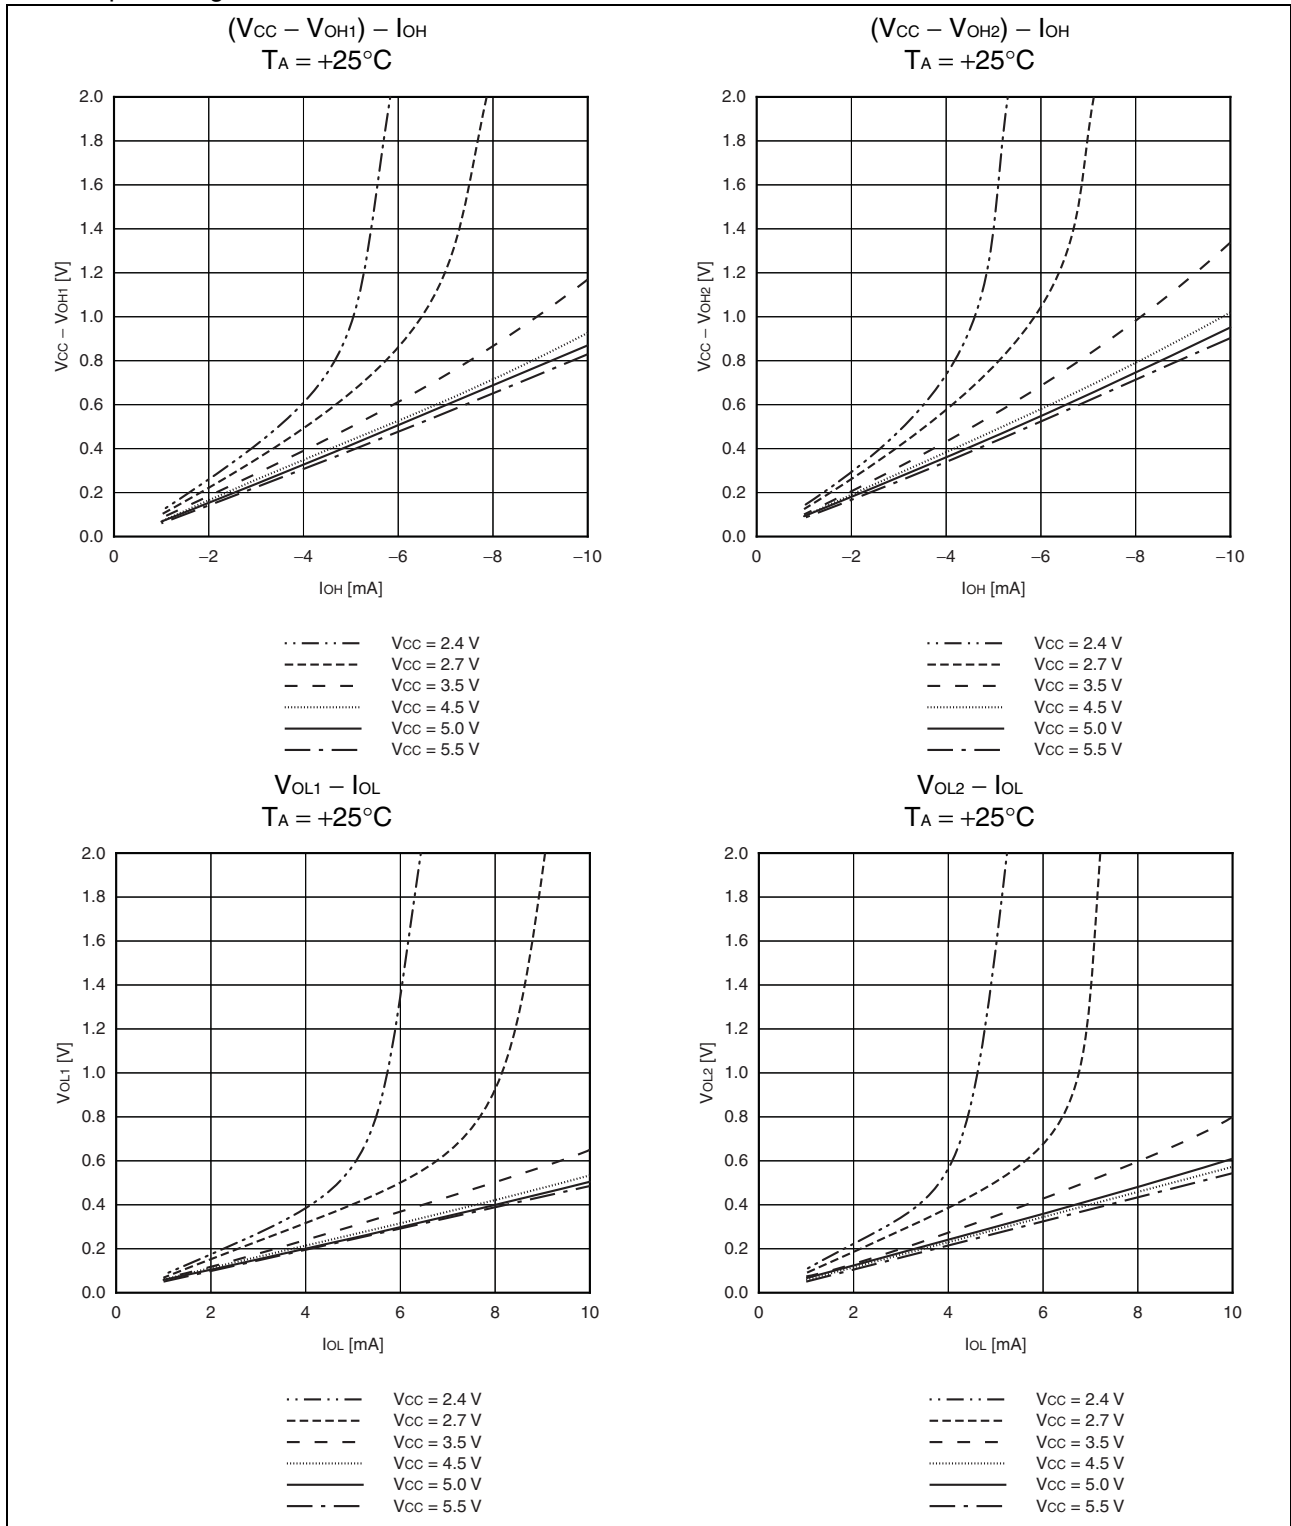 (VCC – VOH1) – IOH
TA = +25°C
2.0
1.8
1.6
1.4
1.2
1.0
0.8
0.6
0.4
0.2
0.0
VCC – VOH1 [V]
0 –2 –4 –6 –8 –10
IOH [mA]
VCC = 2.4 V
VCC = 2.7 V
VCC = 3.5 V
VCC = 4.5 V
VCC = 5.0 V
VCC = 5.5 V
(VCC – VOH2) – IOH
TA = +25°C
2.0
1.8
1.6
1.4
1.2
1.0
0.8
0.6
0.4
0.2
0.0
VCC – VOH2 [V]
0 –2 –4 –6 –8 –10
IOH [mA]
VCC = 2.4 V
VCC = 2.7 V
VCC = 3.5 V
VCC = 4.5 V
VCC = 5.0 V
VCC = 5.5 V
VOL1 – IOL
TA = +25°C
2.0
1.8
1.6
1.4
1.2
1.0
0.8
0.6
0.4
0.2
0.0
VOL1 [V]
0 2 4 6 8 10
IOL [mA]
VCC = 2.4 V
VCC = 2.7 V
VCC = 3.5 V
VCC = 4.5 V
VCC = 5.0 V
VCC = 5.5 V
VOL2 – IOL
TA = +25°C
2.0
1.8
1.6
1.4
1.2
1.0
0.8
0.6
0.4
0.2
0.0
VOL2 [V]
0 2 4 6 8 10
IOL [mA]
VCC = 2.4 V
VCC = 2.7 V
VCC = 3.5 V
VCC = 4.5 V
VCC = 5.0 V
VCC = 5.5 V